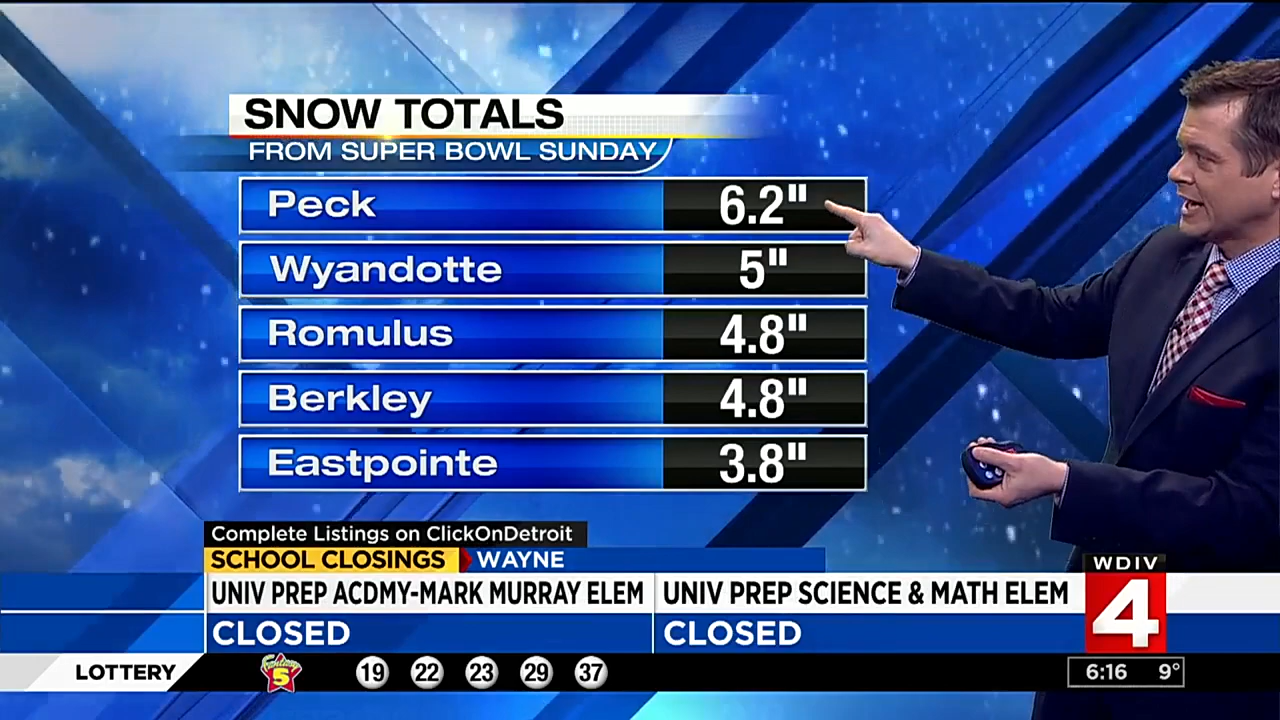 SNOW TOTALS
FROM SUPER BOWL SUNDAY
Peck 6.2"
Wyandotte 5"
Romulus 4.8"
Berkley 4.8"
Eastpointe 3.8"
Complete Listings on ClickOnDetroit
SCHOOL CLOSINGS WAYNE
UNIV PREP ACDMY-MARK MURRAY ELEM UNIV PREP SCIENCE & MATH ELEM
CLOSED CLOSED
WDIV
4
LOTTERY Fantasy 5 19 22 23 29 37 6:16 9°